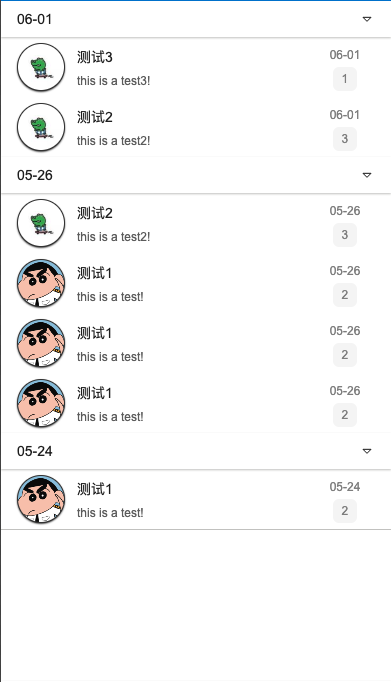 06-01
测试3 06-01
this is a test3! 1
测试2 06-01
this is a test2! 3
05-26
测试2 05-26
this is a test2! 3
测试1 05-26
this is a test! 2
测试1 05-26
this is a test! 2
测试1 05-26
this is a test! 2
05-24
测试1 05-24
this is a test! 2